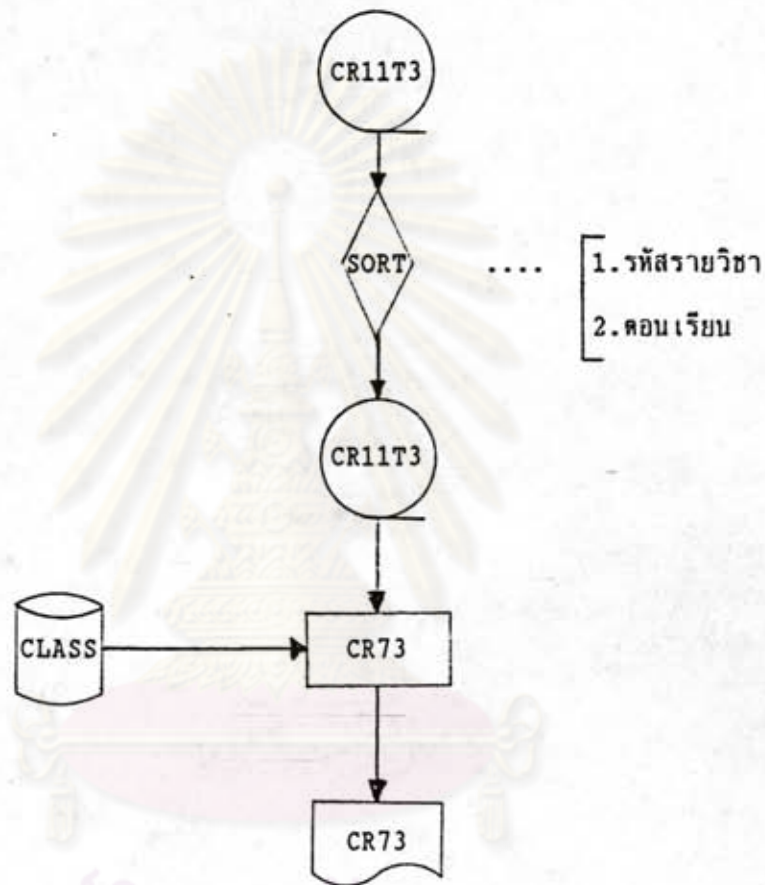 CR11T3
SORT
....
1.รหัสรายวิชา
2.ตอนเรียน
CR11T3
CLASS
CR73
CR73